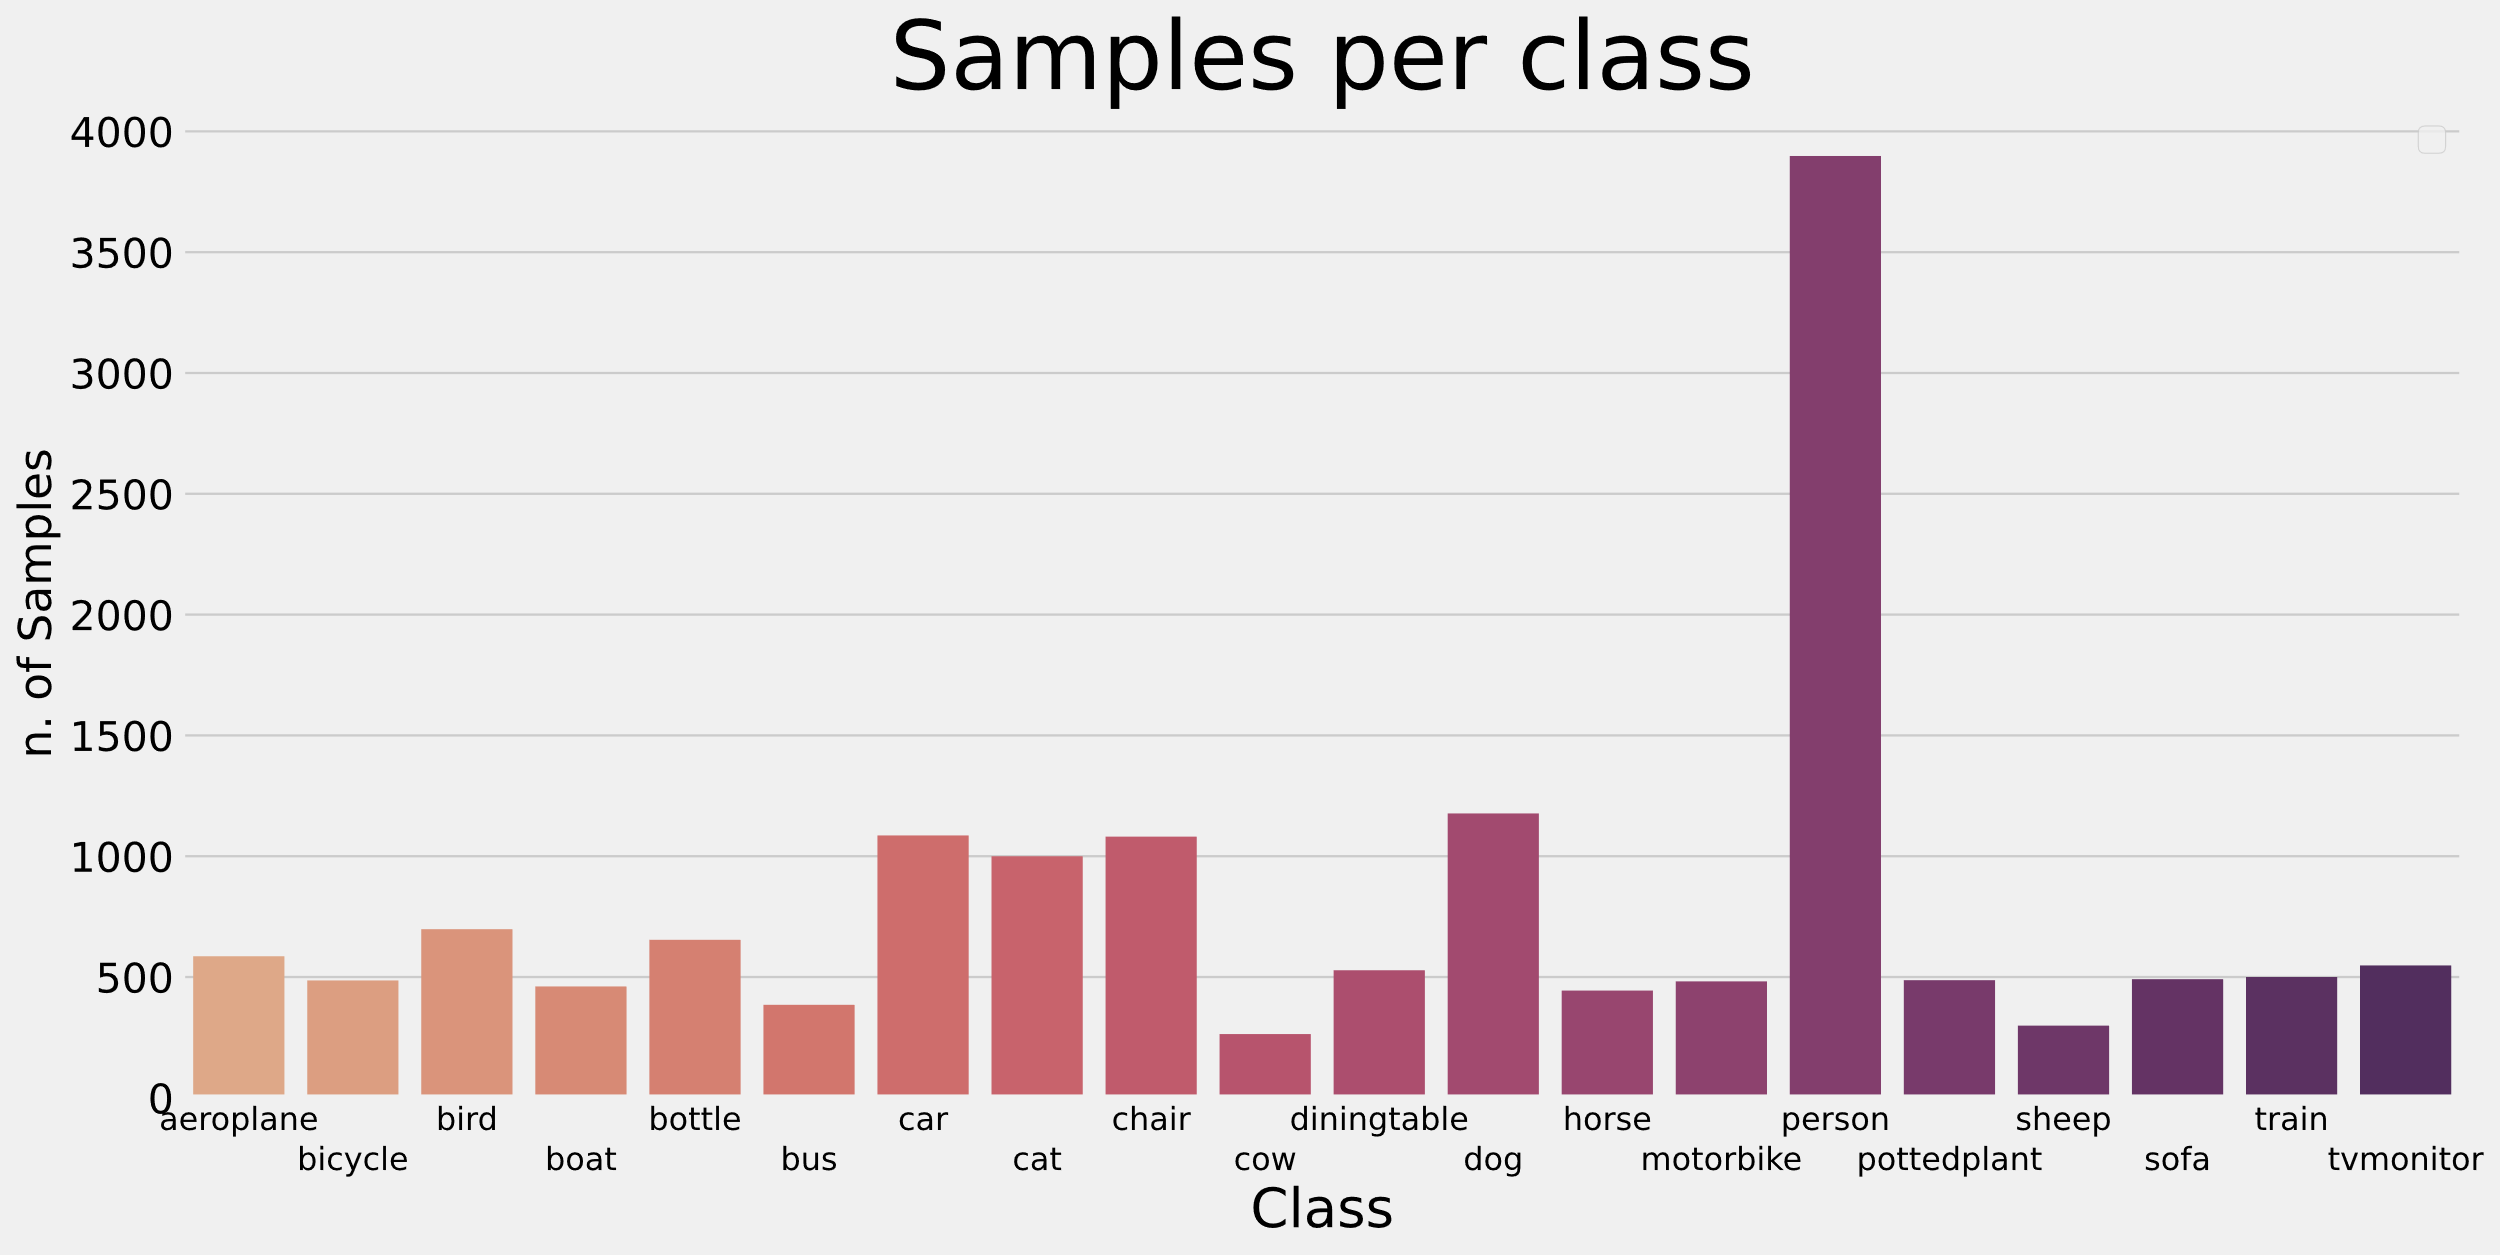 Samples per class
4000
3500
3000
2500
2000
1500
1000
500
0
n. of Samples
aeroplane bird bottle car chair diningtable horse person sheep train
bicycle boat bus cat cow dog motorbike pottedplant sofa tvmonitor
Class